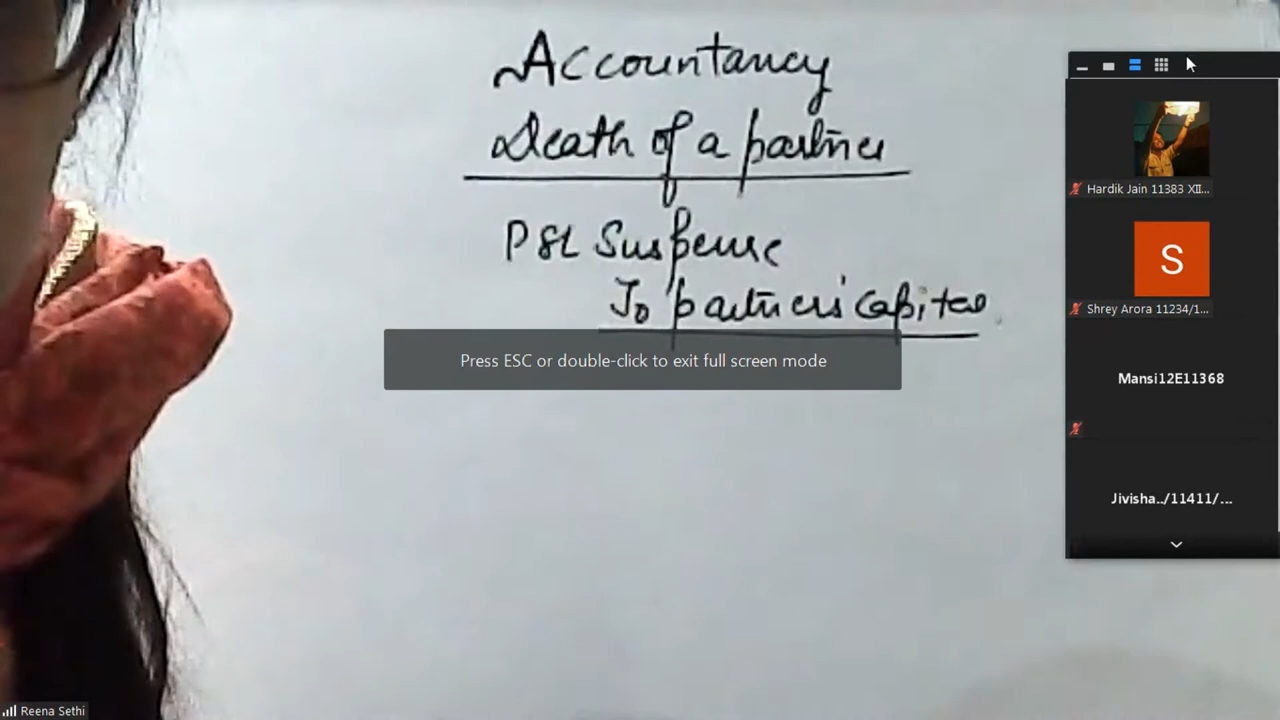 Accountancy
Death of a partner
P&L Suspense
To partners' capital
Press ESC or double-click to exit full screen mode
Hardik Jain 11383 XII...
S
Shrey Arora 11234/1...
Mansi12E11368
Jivisha../11411/...
Reena Sethi